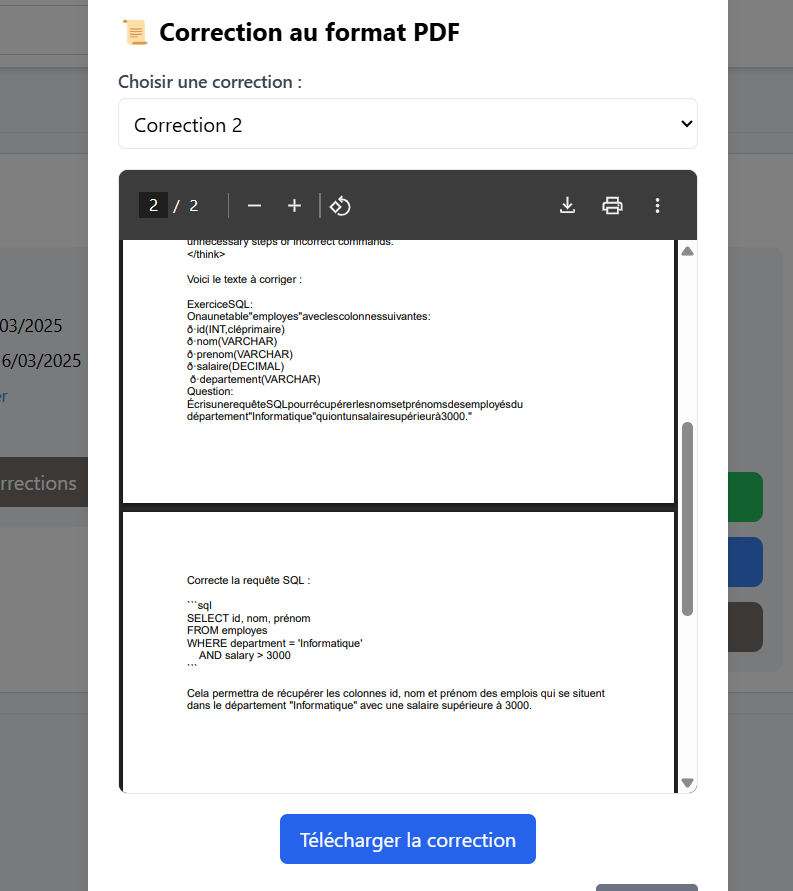 📜 Correction au format PDF
Choisir une correction :
Correction 2
2 / 2
unnecessary steps or incorrect commands.
</think>
Voici le texte à corriger :
ExerciceSQL:
Onaunetable"employes"aveclescolonnessuivantes:
ð·id(INT,cléprimaire)
ð·nom(VARCHAR)
ð·prenom(VARCHAR)
ð·salaire(DECIMAL)
ð·departement(VARCHAR)
Question:
ÉcrisunerequêteSQLpourrécupérerlesnomsetprénomsdesemployésdu
département"Informatique"quiontunsalairesupérieurà3000."
Correcte la requête SQL :
```sql
SELECT id, nom, prénom
FROM employes
WHERE department = 'Informatique'
AND salary > 3000
```
Cela permettra de récupérer les colonnes id, nom et prénom des emplois qui se situent
dans le département "Informatique" avec une salaire supérieure à 3000.
Télécharger la correction
03/2025
6/03/2025
er
rrections